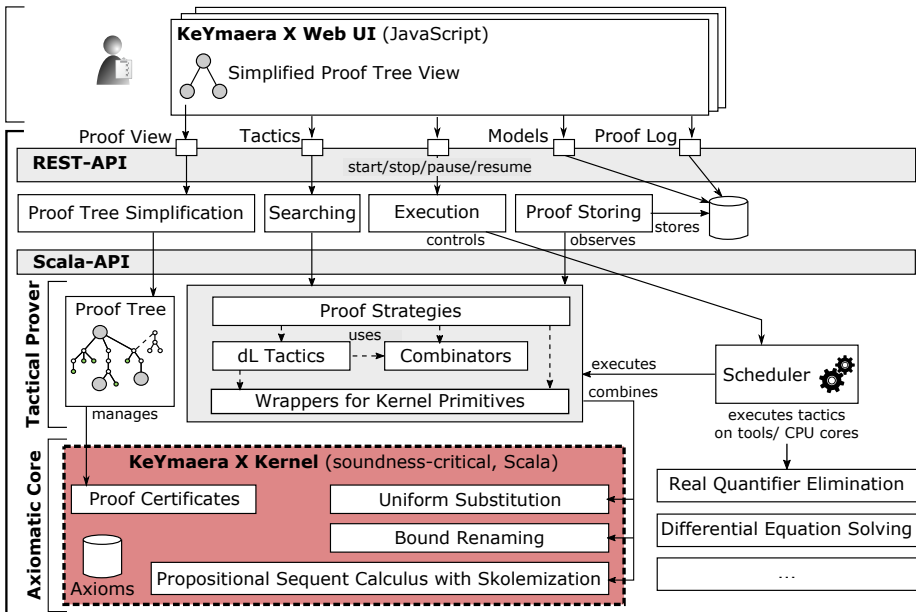 KeYmaera X Web UI (JavaScript)
Simplified Proof Tree View
Proof View
Tactics
Models
Proof Log
REST-API
start/stop/pause/resume
Proof Tree Simplification
Searching
Execution
Proof Storing
stores
controls
observes
Scala-API
Tactical Prover
Proof Tree
manages
Proof Strategies
uses
dL Tactics
Combinators
Wrappers for Kernel Primitives
executes
combines
Scheduler
executes tactics
on tools/ CPU cores
Axiomatic Core
KeYmaera X Kernel (soundness-critical, Scala)
Proof Certificates
Uniform Substitution
Bound Renaming
Axioms
Propositional Sequent Calculus with Skolemization
Real Quantifier Elimination
Differential Equation Solving
...